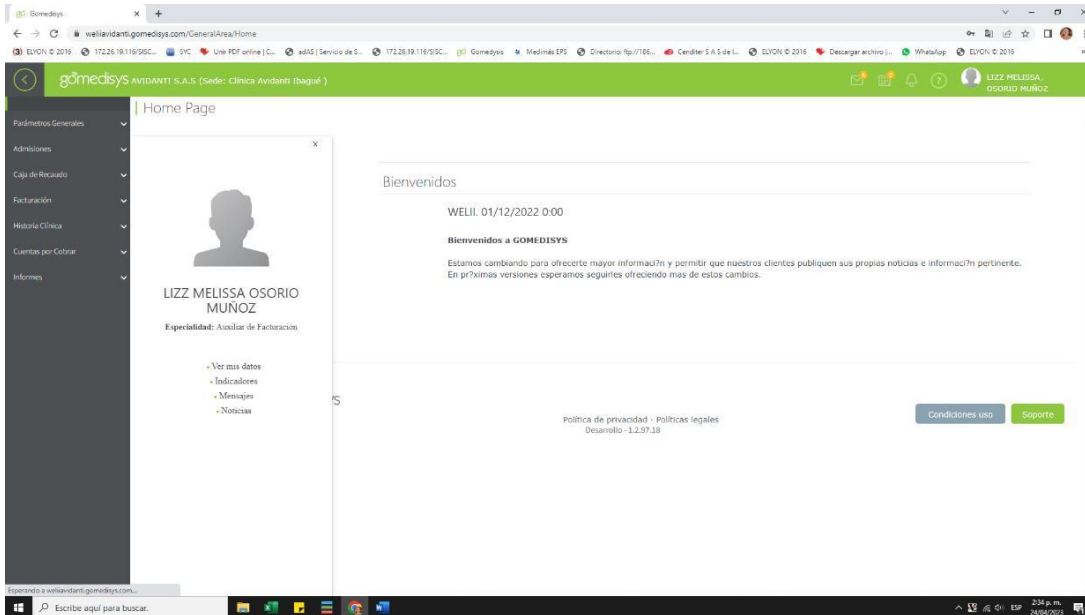 Gomedisys
weliiavidanti.gomedisys.com/GeneralArea/Home
(3) ELYON © 2016 172.26.19.116/SISC... SYC Unir PDF online | C... adAS | Servicio de S... 172.26.19.116/SISC... Gomedysis Medimás EPS Directorio ftp://186... Cenditer S A S de I... ELYON © 2016 Descargar archivo |... WhatsApp ELYON © 2016
gomedisys AVIDANTI S.A.S (Sede: Clínica Avidanti Ibagué )
LIZZ MELISSA,
OSORIO MUÑOZ
Home Page
Parámetros Generales
Admisiones
Caja de Recaudo
Facturación
Historia Clínica
Cuentas por Cobrar
Informes
x
LIZZ MELISSA OSORIO
MUÑOZ
Especialidad: Auxiliar de Facturación
Ver mis datos
Indicadores
Mensajes
Noticias
Bienvenidos
WELII. 01/12/2022 0:00
Bienvenidos a GOMEDISYS
Estamos cambiando para ofrecerte mayor informaci?n y permitir que nuestros clientes publiquen sus propias noticias e informaci?n pertinente.
En pr?ximas versiones esperamos seguirles ofreciendo mas de estos cambios.
YS
Política de privacidad · Políticas legales
Desarrollo - 1.2.97.18
Condiciones uso
Soporte
Esperando a weliiavidanti.gomedisys.com...
Escribe aquí para buscar.
ESP
2:34 p. m.
24/04/2023